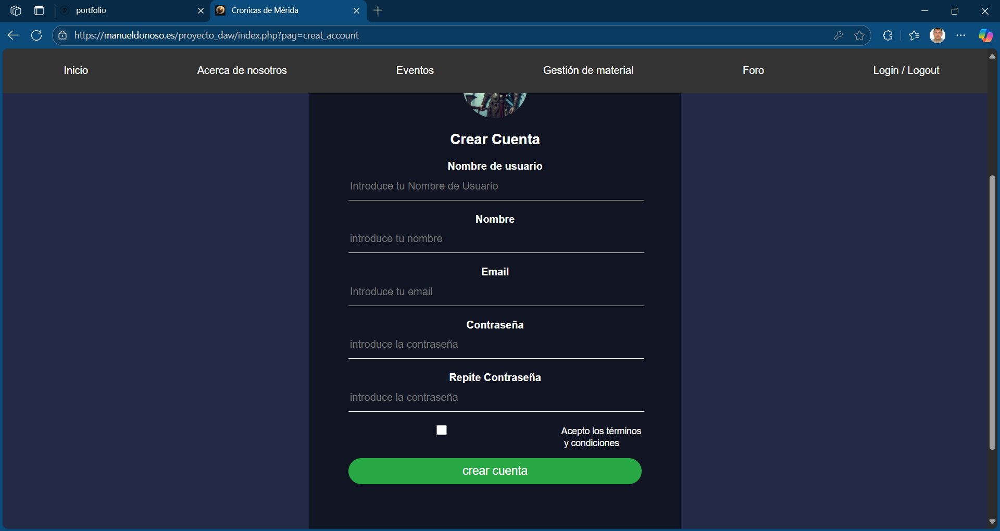 portfolio
Cronicas de Mérida
https://manueldonoso.es/proyecto_daw/index.php?pag=creat_account
Inicio
Acerca de nosotros
Eventos
Gestión de material
Foro
Login / Logout
Crear Cuenta
Nombre de usuario
Introduce tu Nombre de Usuario
Nombre
introduce tu nombre
Email
Introduce tu email
Contraseña
introduce la contraseña
Repite Contraseña
introduce la contraseña
Acepto los términos
y condiciones
crear cuenta